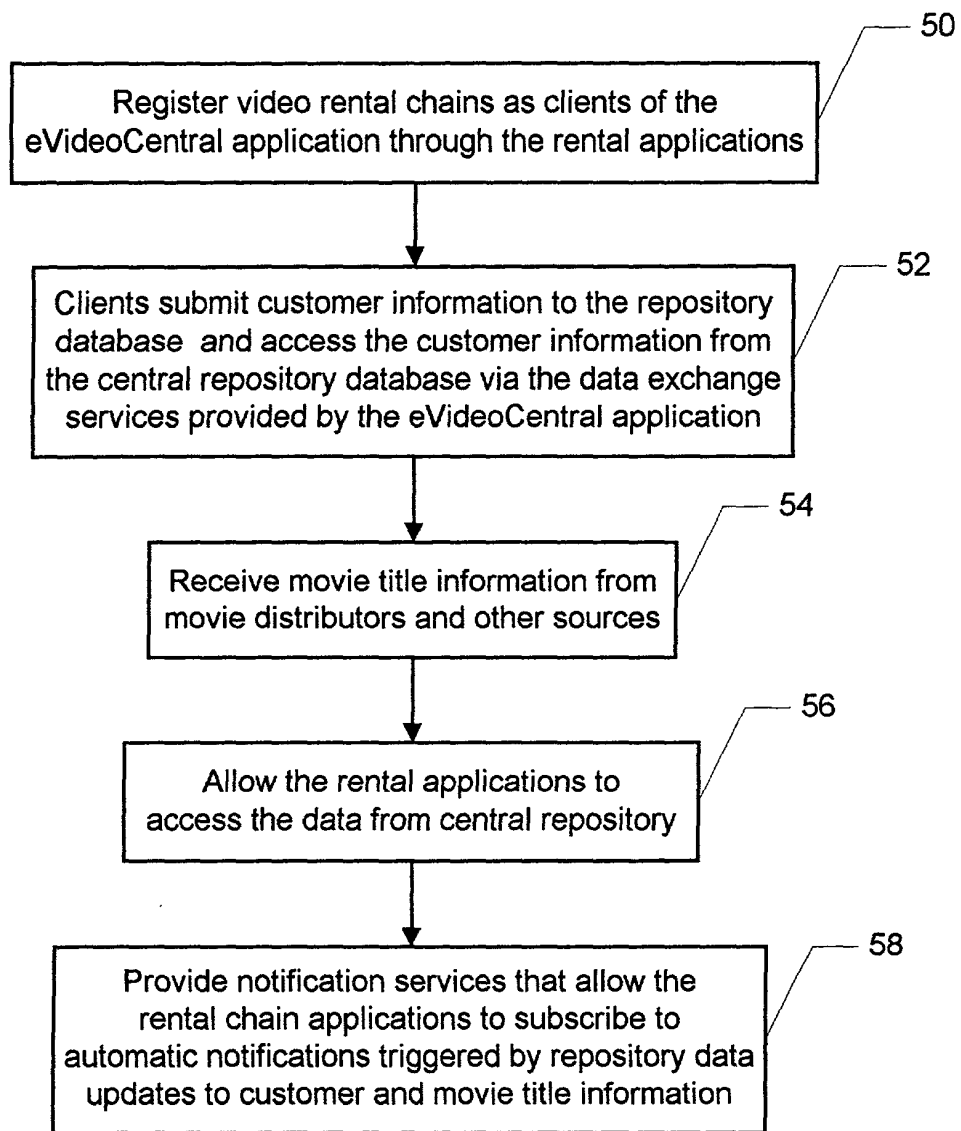 50
Register video rental chains as clients of the
eVideoCentral application through the rental applications
52
Clients submit customer information to the repository
database and access the customer information from
the central repository database via the data exchange
services provided by the eVideoCentral application
54
Receive movie title information from
movie distributors and other sources
56
Allow the rental applications to
access the data from central repository
58
Provide notification services that allow the
rental chain applications to subscribe to
automatic notifications triggered by repository data
updates to customer and movie title information